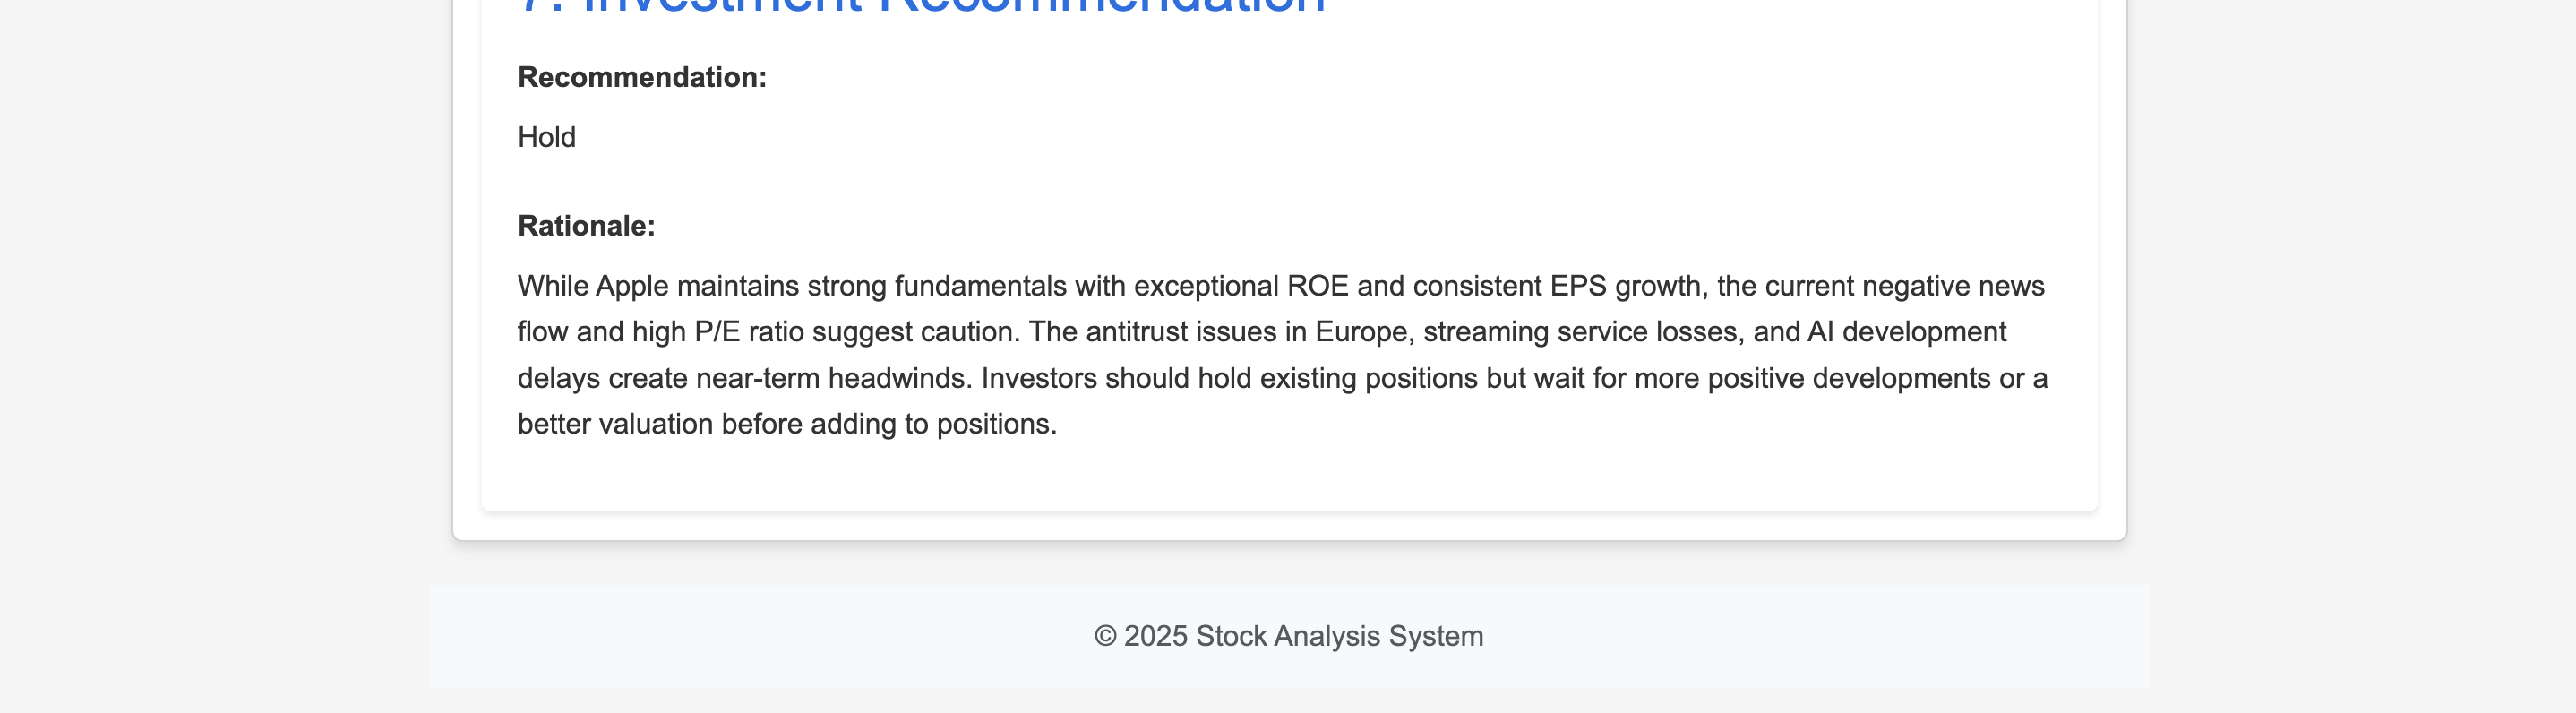 7. Investment Recommendation
Recommendation:
Hold
Rationale:
While Apple maintains strong fundamentals with exceptional ROE and consistent EPS growth, the current negative news
flow and high P/E ratio suggest caution. The antitrust issues in Europe, streaming service losses, and AI development
delays create near-term headwinds. Investors should hold existing positions but wait for more positive developments or a
better valuation before adding to positions.
© 2025 Stock Analysis System